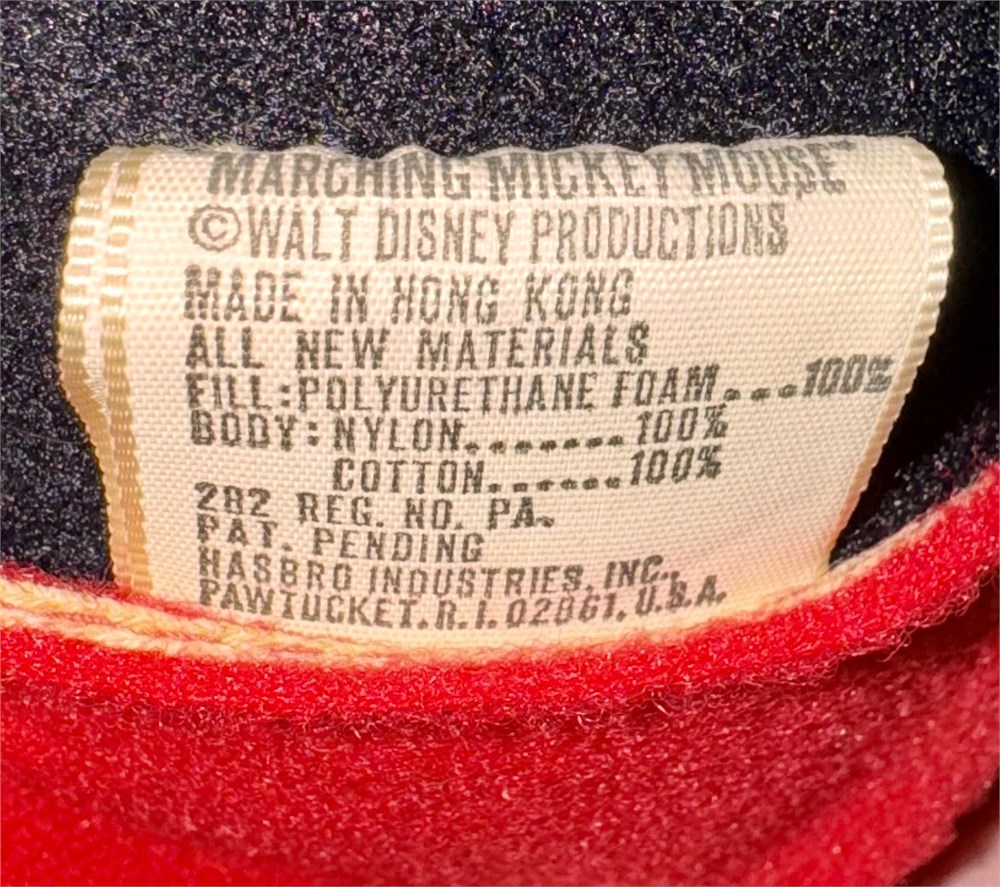 MARCHING MICKEY MOUSE™
© WALT DISNEY PRODUCTIONS
MADE IN HONG KONG
ALL NEW MATERIALS
FILL: POLYURETHANE FOAM....100%
BODY: NYLON........100%
COTTON.......100%
282 REG. NO. PA.
PAT. PENDING
HASBRO INDUSTRIES, INC.,
PAWTUCKET, R.I. 02861, U.S.A.